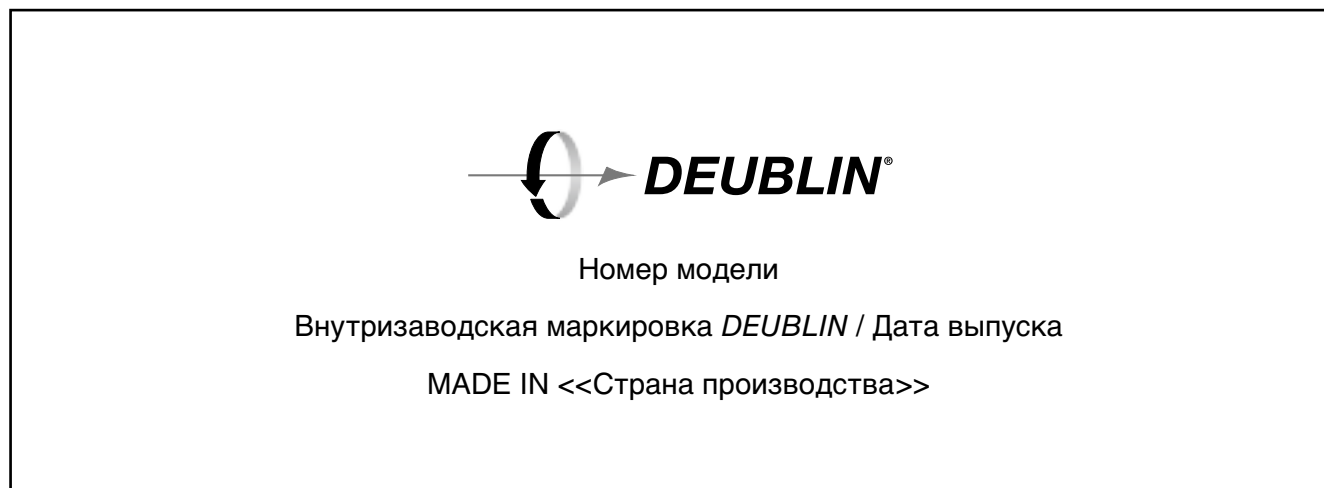 DEUBLIN®
Номер модели
Внутризаводская маркировка DEUBLIN / Дата выпуска
MADE IN <<Страна производства>>